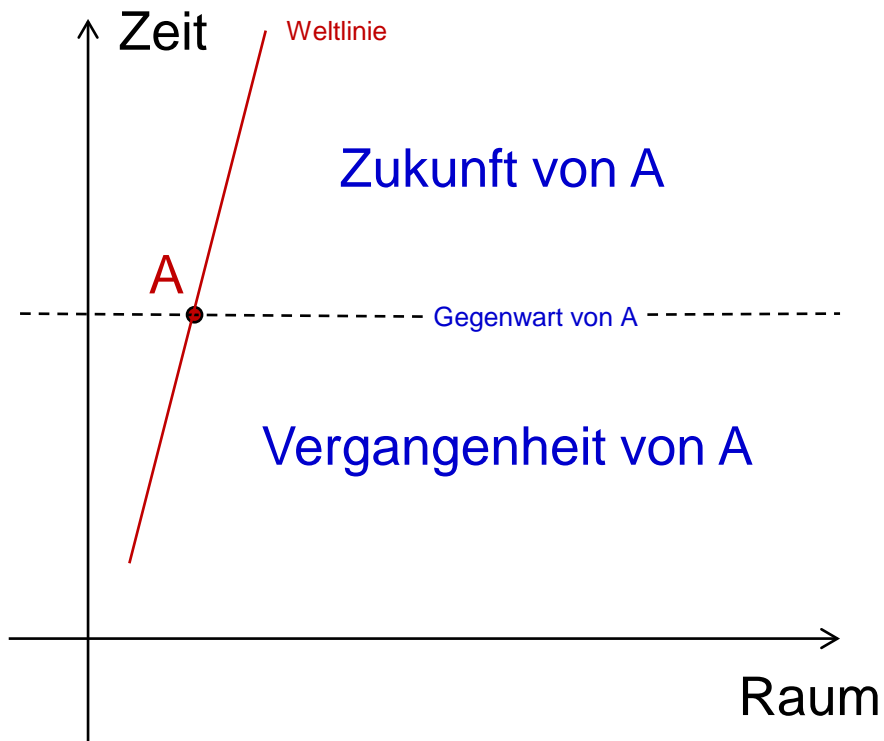 Zeit
Weltlinie
Zukunft von A
A
Gegenwart von A
Vergangenheit von A
Raum